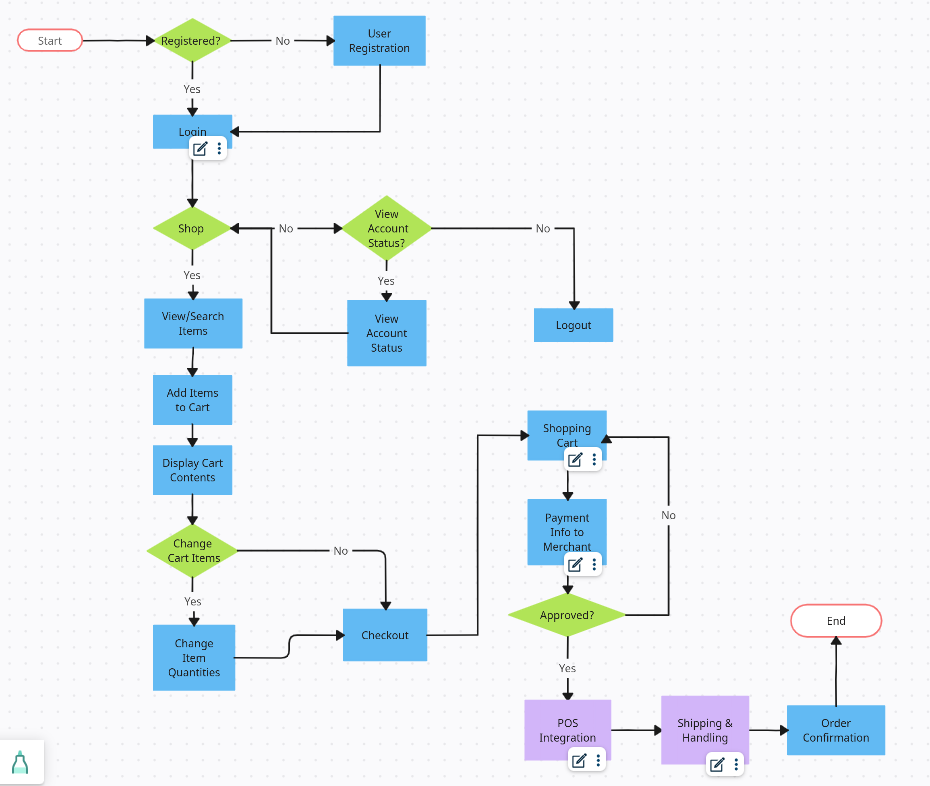 Start
Registered?
No
User
Registration
Yes
Login
Shop
No
View
Account
Status?
No
Yes
Yes
View/Search
Items
View
Account
Status
Logout
Add Items
to Cart
Display Cart
Contents
Change
Cart Items
No
Yes
Change
Item
Quantities
Checkout
Shopping
Cart
Payment
Info to
Merchant
No
Approved?
Yes
POS
Integration
Shipping &
Handling
Order
Confirmation
End